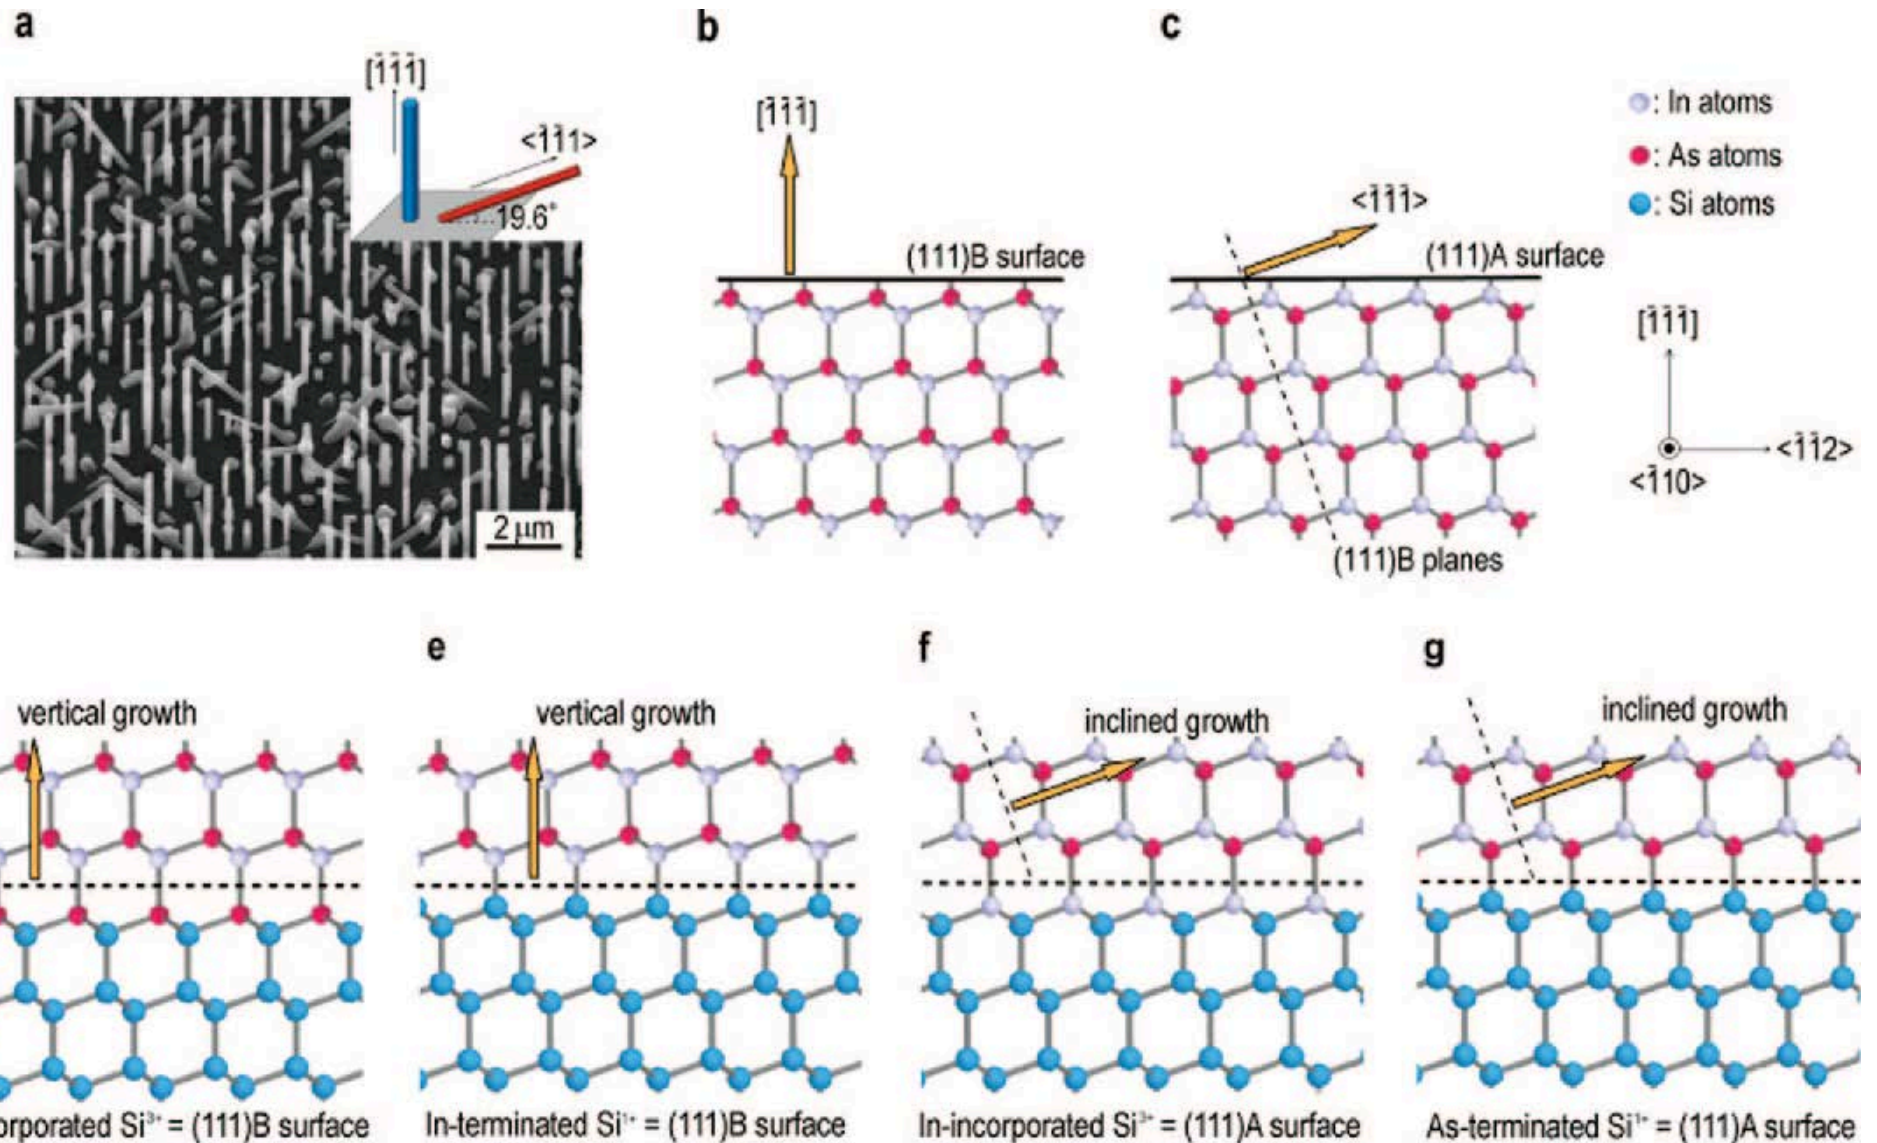 a
[1̄1̄1̄]
<1̄1̄1>
19.6°
2 μm
b
[1̄1̄1̄]
(111)B surface
c
<1̄1̄1̄>
(111)A surface
(111)B planes
: In atoms
: As atoms
: Si atoms
[1̄1̄1̄]
<1̄1̄2>
<1̄10>
vertical growth
orporated Si³⁺ = (111)B surface
e
vertical growth
In-terminated Si¹⁺ = (111)B surface
f
inclined growth
In-incorporated Si³⁺ = (111)A surface
g
inclined growth
As-terminated Si¹⁺ = (111)A surface